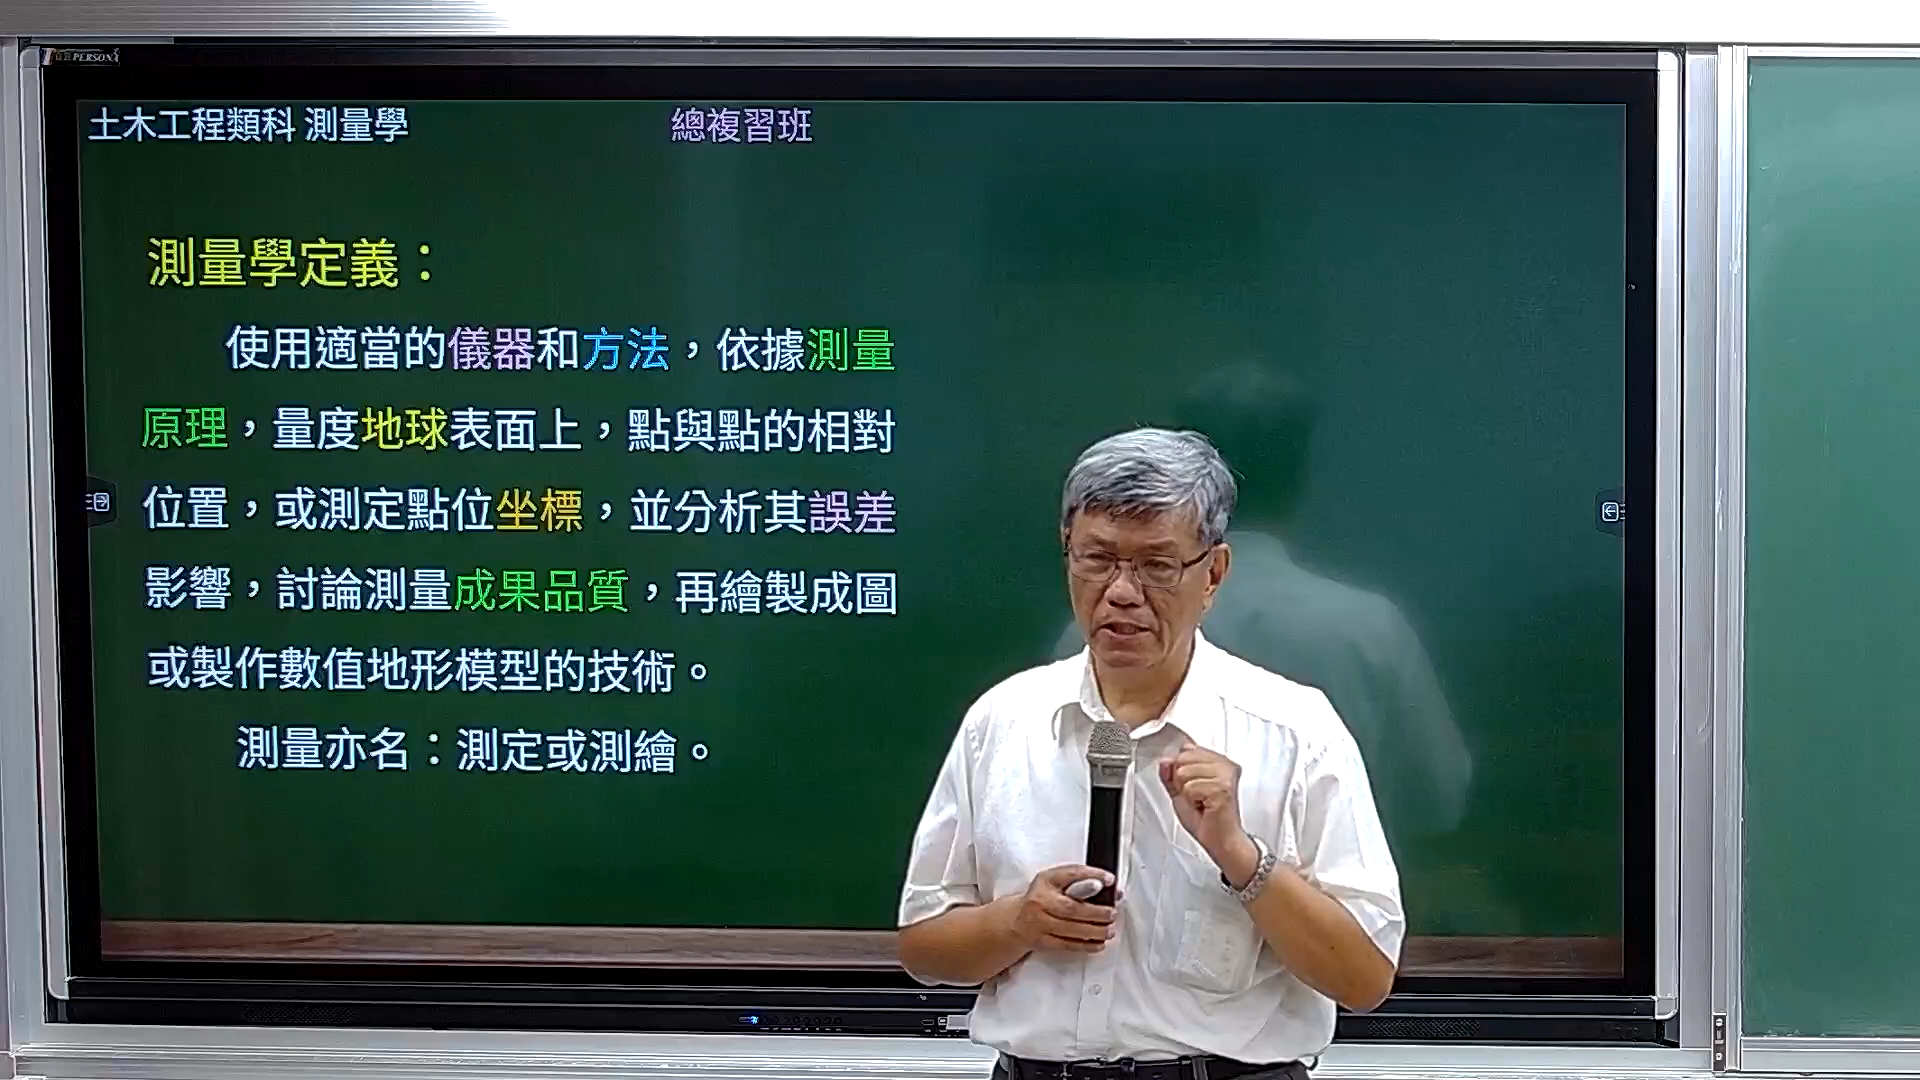 PERSONA
土木工程類科 測量學
總複習班
測量學定義：
使用適當的儀器和方法，依據測量
原理，量度地球表面上，點與點的相對
位置，或測定點位坐標，並分析其誤差
影響，討論測量成果品質，再繪製成圖
或製作數值地形模型的技術。
測量亦名：測定或測繪。